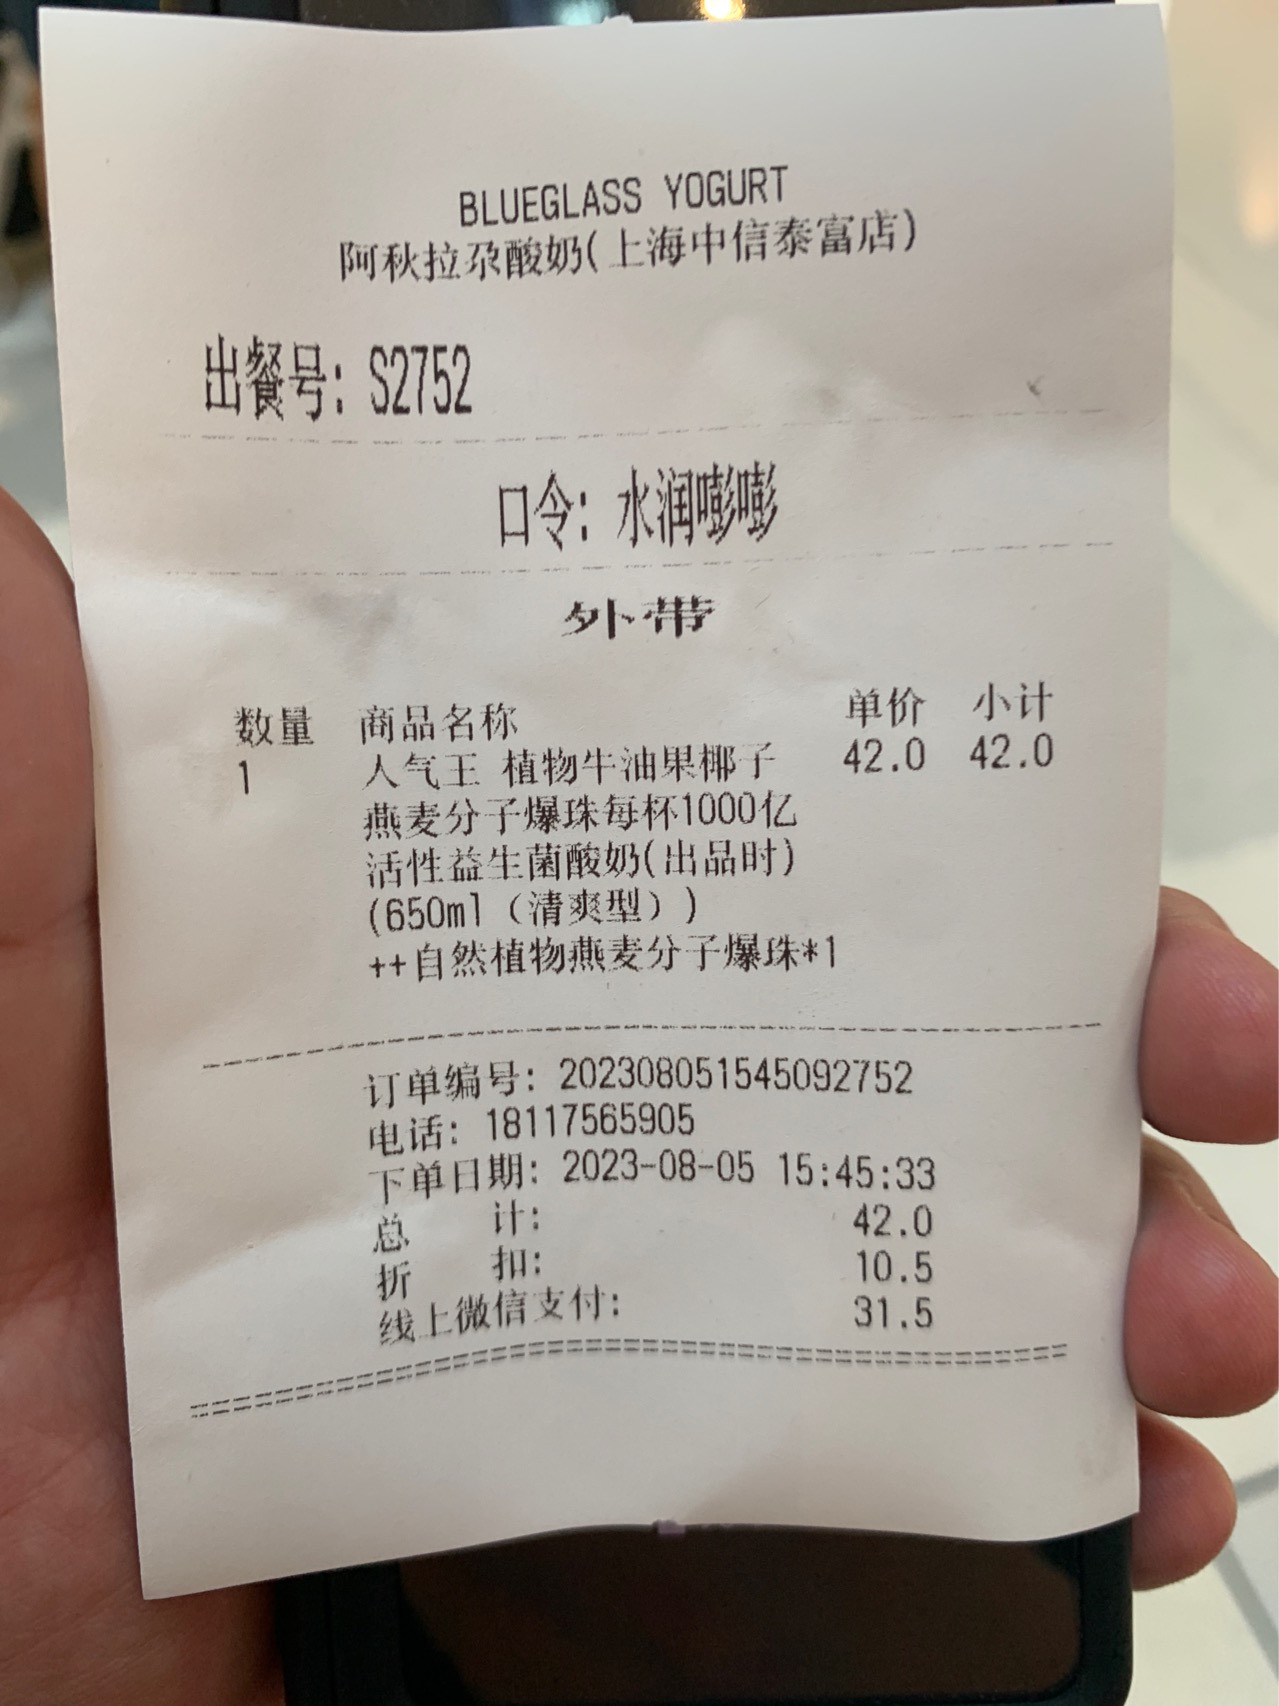 BLUEGLASS YOGURT
阿秋拉尕酸奶(上海中信泰富店)
出餐号: S2752
口令: 水润嘭嘭
外带
数量 商品名称 单价 小计
1 人气王 植物牛油果椰子 42.0 42.0
燕麦分子爆珠每杯1000亿
活性益生菌酸奶(出品时)
(650ml（清爽型）)
++自然植物燕麦分子爆珠*1
订单编号: 202308051545092752
电话: 18117565905
下单日期: 2023-08-05 15:45:33
总 计: 42.0
折 扣: 10.5
线上微信支付: 31.5